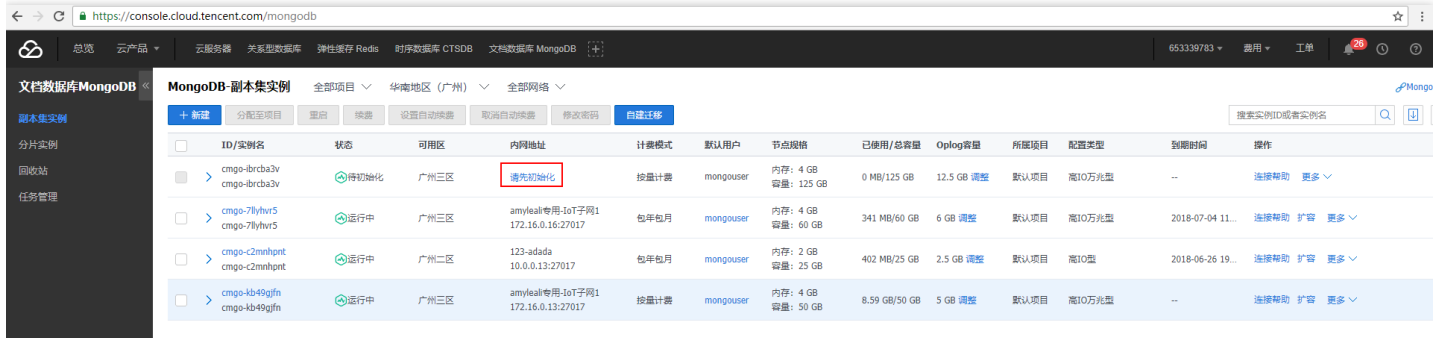 https://console.cloud.tencent.com/mongodb
总览 云产品 云服务器 关系型数据库 弹性缓存 Redis 时序数据库 CTSDB 文档数据库 MongoDB 653339783 费用 工单 26
文档数据库MongoDB « MongoDB-副本集实例 全部项目 华南地区（广州） 全部网络 Mongo
副本集实例
分片实例
回收站
任务管理
+ 新建 分配至项目 重启 续费 设置自动续费 取消自动续费 修改密码 自建迁移 搜索实例ID或者实例名
ID/实例名 状态 可用区 内网地址 计费模式 默认用户 节点规格 已使用/总容量 Oplog容量 所属项目 配置类型 到期时间 操作
cmgo-ibrcba3v
cmgo-ibrcba3v 待初始化 广州三区 请先初始化 按量计费 mongouser 内存：4 GB
容量：125 GB 0 MB/125 GB 12.5 GB 调整 默认项目 高IO万兆型 -- 连接帮助 更多
cmgo-7llyhvr5
cmgo-7llyhvr5 运行中 广州三区 amyleali专用-IoT子网1
172.16.0.16:27017 包年包月 mongouser 内存：4 GB
容量：60 GB 341 MB/60 GB 6 GB 调整 默认项目 高IO万兆型 2018-07-04 11... 连接帮助 扩容 更多
cmgo-c2mnhpnt
cmgo-c2mnhpnt 运行中 广州二区 123-adada
10.0.0.13:27017 包年包月 mongouser 内存：2 GB
容量：25 GB 402 MB/25 GB 2.5 GB 调整 默认项目 高IO型 2018-06-26 19... 连接帮助 扩容 更多
cmgo-kb49gjfn
cmgo-kb49gjfn 运行中 广州三区 amyleali专用-IoT子网1
172.16.0.13:27017 按量计费 mongouser 内存：4 GB
容量：50 GB 8.59 GB/50 GB 5 GB 调整 默认项目 高IO万兆型 -- 连接帮助 扩容 更多